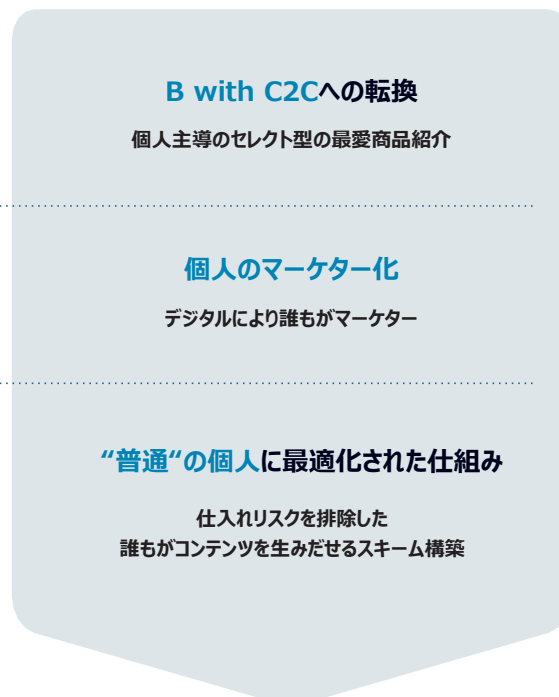 B with C2Cへの転換
個人主導のセレクト型の最愛商品紹介
個人のマーケター化
デジタルにより誰もがマーケター
“普通“の個人に最適化された仕組み
仕入れリスクを排除した
誰もがコンテンツを生みだせるスキーム構築